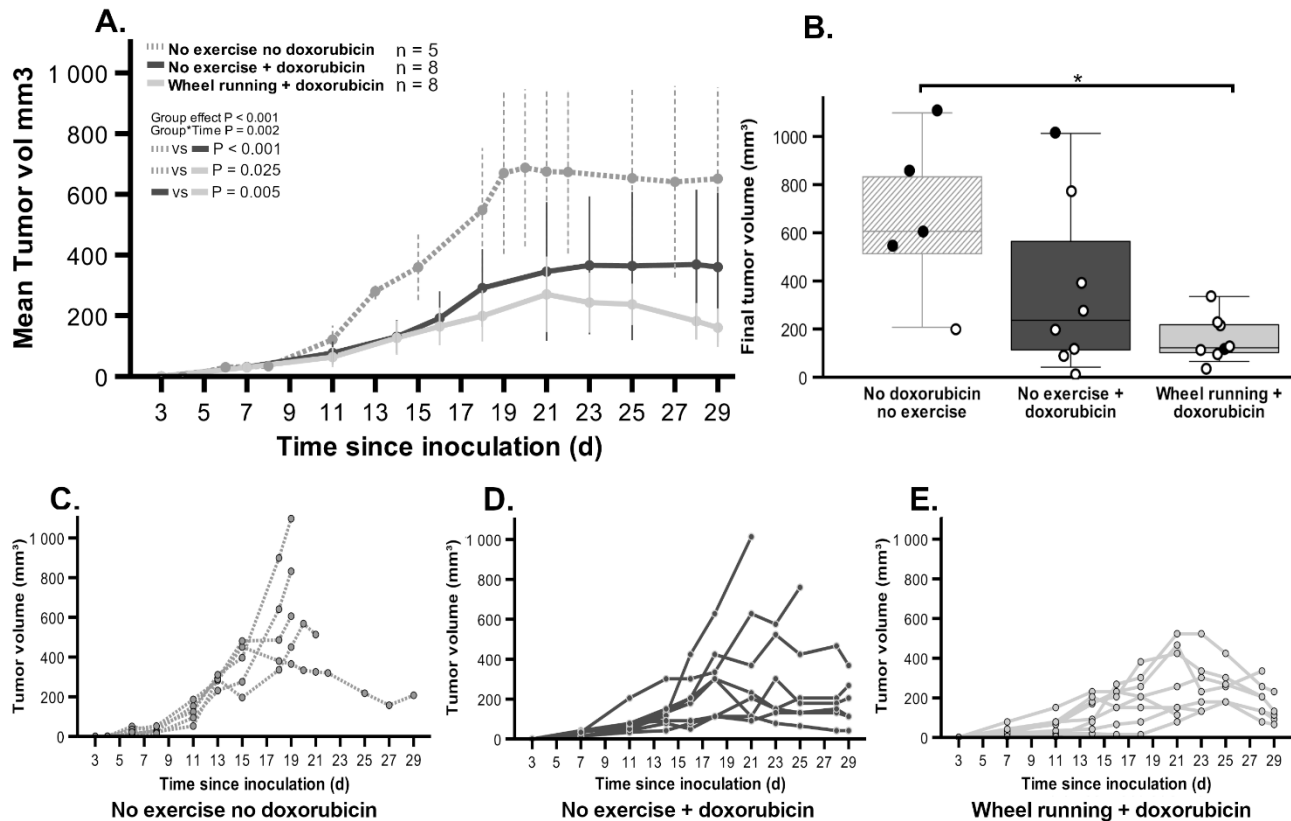 A.
No exercise no doxorubicin n = 5
No exercise + doxorubicin n = 8
Wheel running + doxorubicin n = 8
Group effect P < 0.001
Group*Time P = 0.002
vs P < 0.001
vs P = 0.025
vs P = 0.005
Mean Tumor vol mm3
1 000
800
600
400
200
0
3 5 7 9 11 13 15 17 19 21 23 25 27 29
Time since inoculation (d)
B.
*
Final tumor volume (mm³)
1000
800
600
400
200
0
No doxorubicin No exercise + Wheel running +
no exercise doxorubicin doxorubicin
C.
Tumor volume (mm³)
1 000
800
600
400
200
0
3 5 7 9 11 13 15 17 19 21 23 25 27 29
Time since inoculation (d)
No exercise no doxorubicin
D.
Tumor volume (mm³)
1 000
800
600
400
200
0
3 5 7 9 11 13 15 17 19 21 23 25 27 29
Time since inoculation (d)
No exercise + doxorubicin
E.
Tumor volume (mm³)
1 000
800
600
400
200
0
3 5 7 9 11 13 15 17 19 21 23 25 27 29
Time since inoculation (d)
Wheel running + doxorubicin